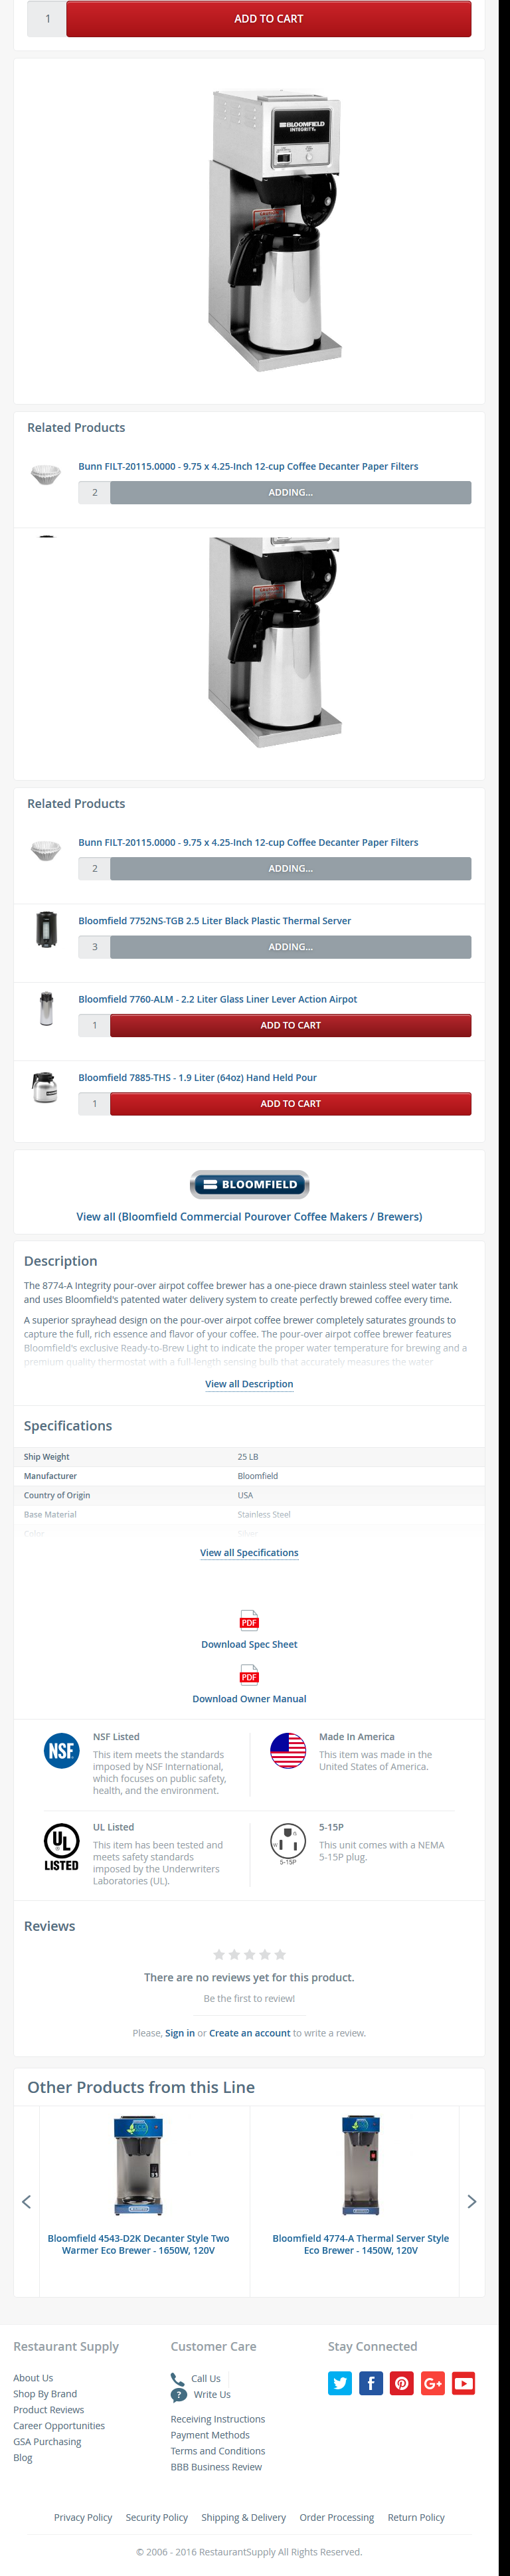 1
ADD TO CART
BLOOMFIELD
INTEGRITY.
Related Products
Bunn FILT-20115.0000 - 9.75 x 4.25-Inch 12-cup Coffee Decanter Paper Filters
2
ADDING...
Related Products
Bunn FILT-20115.0000 - 9.75 x 4.25-Inch 12-cup Coffee Decanter Paper Filters
2
ADDING...
Bloomfield 7752NS-TGB 2.5 Liter Black Plastic Thermal Server
3
ADDING...
Bloomfield 7760-ALM - 2.2 Liter Glass Liner Lever Action Airpot
1
ADD TO CART
Bloomfield 7885-THS - 1.9 Liter (64oz) Hand Held Pour
1
ADD TO CART
BLOOMFIELD
View all (Bloomfield Commercial Pourover Coffee Makers / Brewers)
Description
The 8774-A Integrity pour-over airpot coffee brewer has a one-piece drawn stainless steel water tank
and uses Bloomfield's patented water delivery system to create perfectly brewed coffee every time.
A superior sprayhead design on the pour-over airpot coffee brewer completely saturates grounds to
capture the full, rich essence and flavor of your coffee. The pour-over airpot coffee brewer features
Bloomfield's exclusive Ready-to-Brew Light to indicate the proper water temperature for brewing and a
premium quality thermostat with a full-length sensing bulb that accurately measures the water
View all Description
Specifications
Ship Weight 25 LB
Manufacturer Bloomfield
Country of Origin USA
Base Material Stainless Steel
Color Silver
View all Specifications
PDF
Download Spec Sheet
PDF
Download Owner Manual
NSF
NSF Listed
This item meets the standards
imposed by NSF International,
which focuses on public safety,
health, and the environment.
Made In America
This item was made in the
United States of America.
UL
LISTED
UL Listed
This item has been tested and
meets safety standards
imposed by the Underwriters
Laboratories (UL).
W
G
5-15P
5-15P
This unit comes with a NEMA
5-15P plug.
Reviews
There are no reviews yet for this product.
Be the first to review!
Please, Sign in or Create an account to write a review.
Other Products from this Line
Bloomfield 4543-D2K Decanter Style Two
Warmer Eco Brewer - 1650W, 120V
Bloomfield 4774-A Thermal Server Style
Eco Brewer - 1450W, 120V
Restaurant Supply
About Us
Shop By Brand
Product Reviews
Career Opportunities
GSA Purchasing
Blog
Customer Care
Call Us
? Write Us
Receiving Instructions
Payment Methods
Terms and Conditions
BBB Business Review
Stay Connected
f
G+
Privacy Policy Security Policy Shipping & Delivery Order Processing Return Policy
© 2006 - 2016 RestaurantSupply All Rights Reserved.